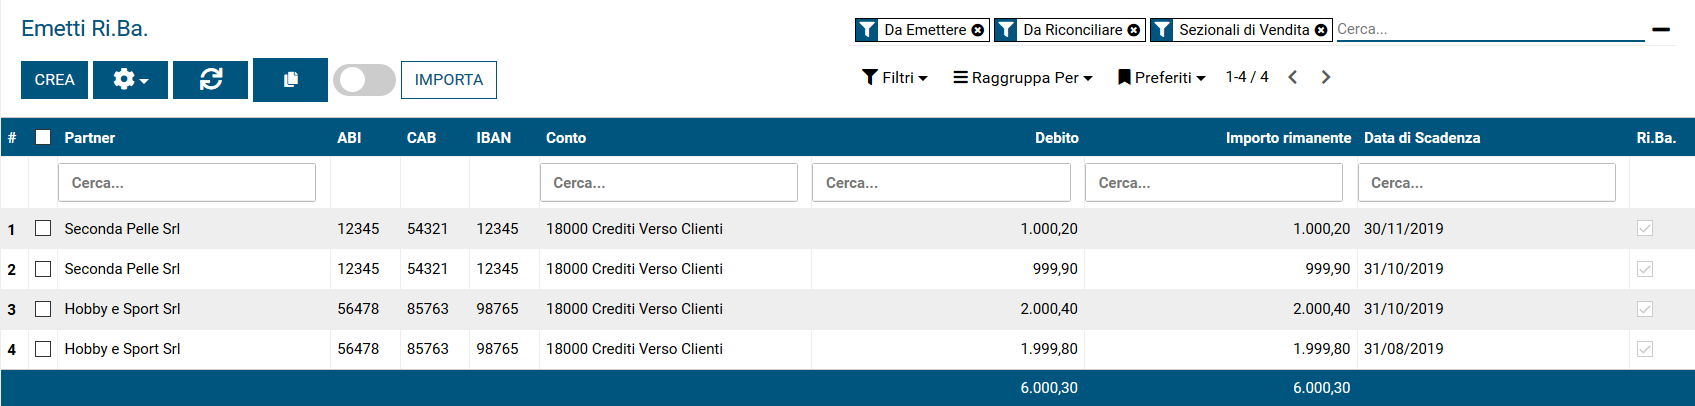 Emetti Ri.Ba.
Da Emettere Da Riconciliare Sezionali di Vendita Cerca...
CREA IMPORTA Filtri Raggruppa Per Preferiti 1-4 / 4
# Partner ABI CAB IBAN Conto Debito Importo rimanente Data di Scadenza Ri.Ba.
Cerca... Cerca... Cerca... Cerca... Cerca...
1 Seconda Pelle Srl 12345 54321 12345 18000 Crediti Verso Clienti 1.000,20 1.000,20 30/11/2019
2 Seconda Pelle Srl 12345 54321 12345 18000 Crediti Verso Clienti 999,90 999,90 31/10/2019
3 Hobby e Sport Srl 56478 85763 98765 18000 Crediti Verso Clienti 2.000,40 2.000,40 31/10/2019
4 Hobby e Sport Srl 56478 85763 98765 18000 Crediti Verso Clienti 1.999,80 1.999,80 31/08/2019
6.000,30 6.000,30